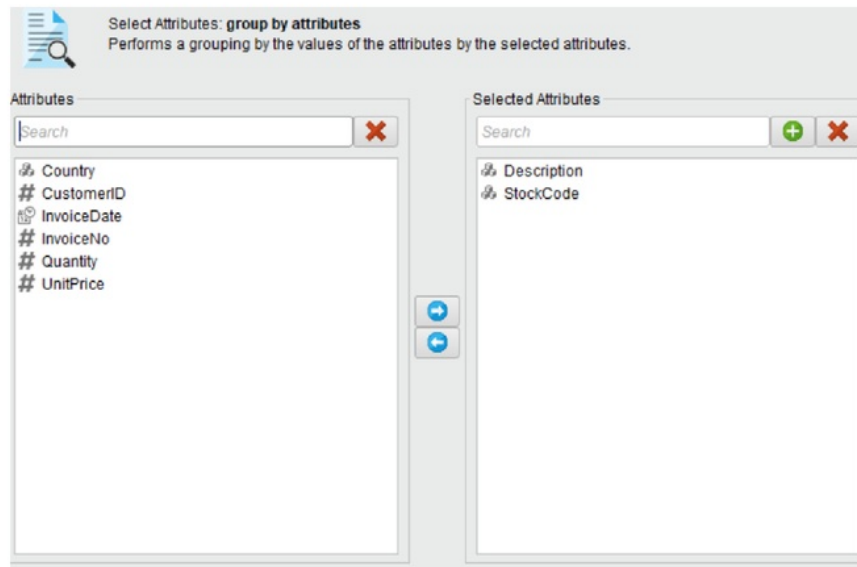 Select Attributes: group by attributes
Performs a grouping by the values of the attributes by the selected attributes.
Attributes
Search
Country
CustomerID
InvoiceDate
InvoiceNo
Quantity
UnitPrice
Selected Attributes
Search
Description
StockCode